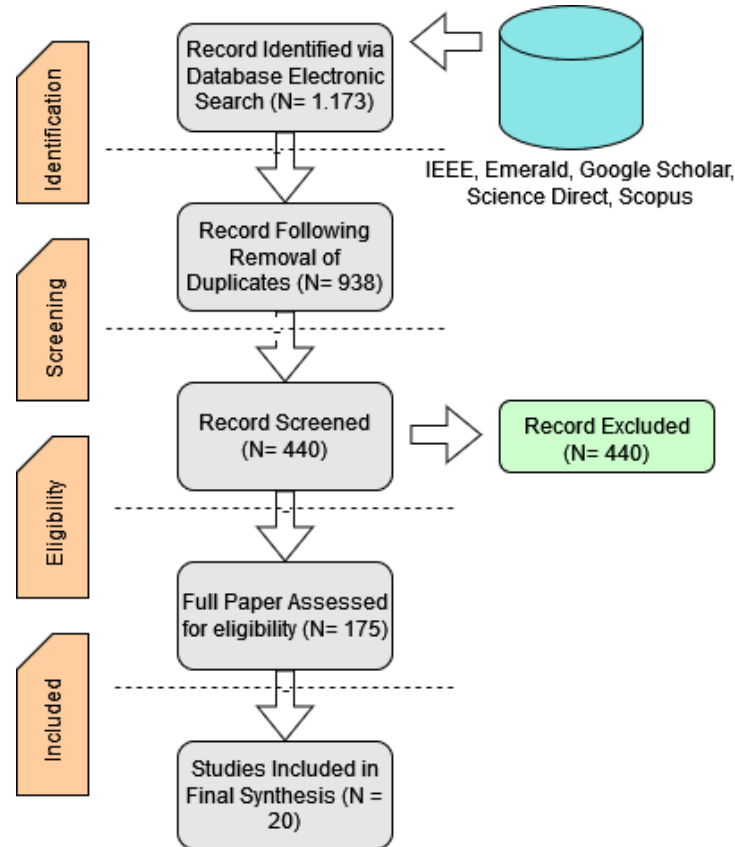 Identification
Record Identified via
Database Electronic
Search (N= 1.173)
IEEE, Emerald, Google Scholar,
Science Direct, Scopus
Record Following
Removal of
Duplicates (N= 938)
Screening
Record Screened
(N= 440)
Record Excluded
(N= 440)
Eligibility
Full Paper Assessed
for eligibility (N= 175)
Included
Studies Included in
Final Synthesis (N =
20)